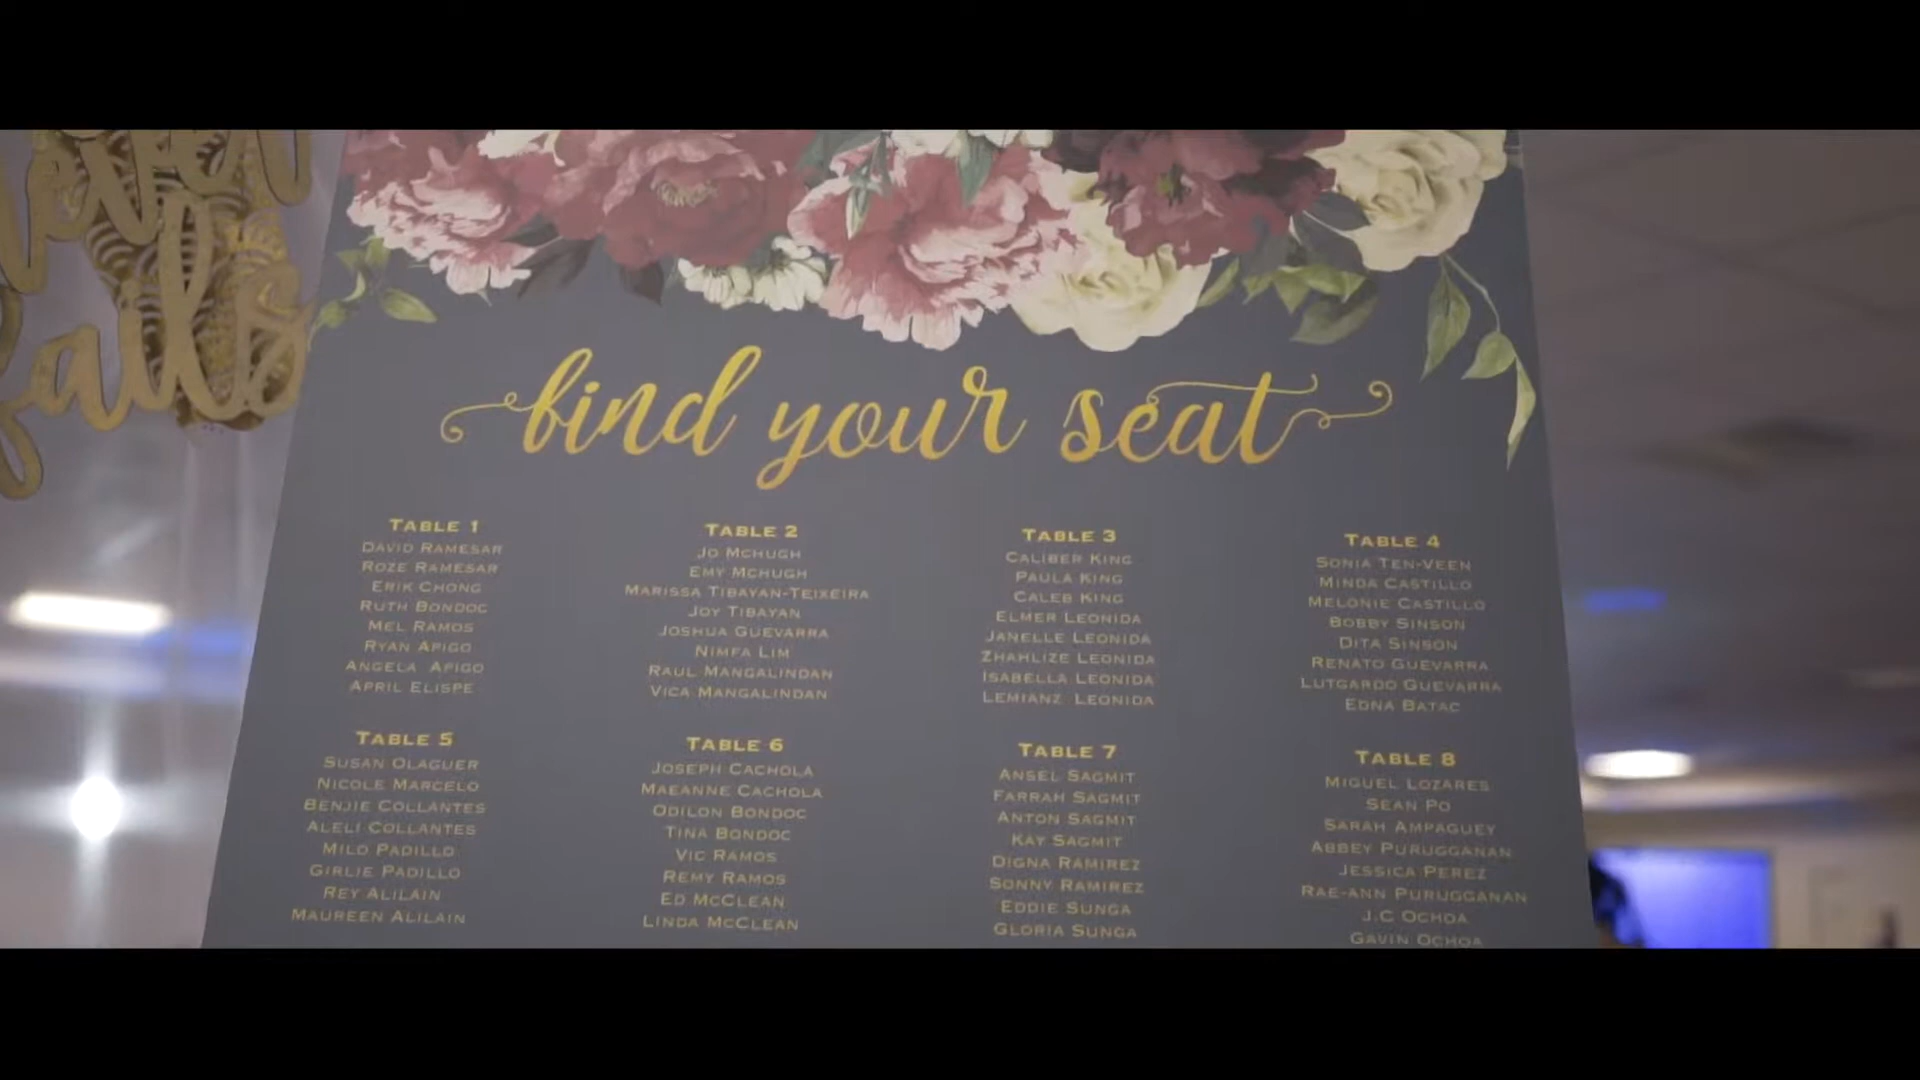 never
fails
find your seat
TABLE 1
DAVID RAMESAR
ROZE RAMESAR
ERIK CHONG
RUTH BONDOC
MEL RAMOS
RYAN APIGO
ANGELA APIGO
APRIL ELISPE
TABLE 2
JO MCHUGH
EMY MCHUGH
MARISSA TIBAYAN-TEIXEIRA
JOY TIBAYAN
JOSHUA GUEVARRA
NIMFA LIM
RAUL MANGALINDAN
VICA MANGALINDAN
TABLE 3
CALIBER KING
PAULA KING
CALEB KING
ELMER LEONIDA
JANELLE LEONIDA
ZHAHLIZE LEONIDA
ISABELLA LEONIDA
LEMIANZ LEONIDA
TABLE 4
SONIA TEN-VEEN
MINDA CASTILLO
MELONIE CASTILLO
BOBBY SINSON
DITA SINSON
RENATO GUEVARRA
LUTGARDO GUEVARRA
EDNA BATAC
TABLE 5
SUSAN OLAGUER
NICOLE MARCELO
BENJIE COLLANTES
ALELI COLLANTES
MILO PADILLO
GIRLIE PADILLO
REY ALILAIN
MAUREEN ALILAIN
TABLE 6
JOSEPH CACHOLA
MAEANNE CACHOLA
ODILON BONDOC
TINA BONDOC
VIC RAMOS
REMY RAMOS
ED MCCLEAN
LINDA MCCLEAN
TABLE 7
ANSEL SAGMIT
FARRAH SAGMIT
ANTON SAGMIT
KAY SAGMIT
DIGNA RAMIREZ
SONNY RAMIREZ
EDDIE SUNGA
GLORIA SUNGA
TABLE 8
MIGUEL LOZARES
SEAN PO
SARAH AMPAGUEY
ABBEY PURUGGANAN
JESSICA PEREZ
RAE-ANN PURUGGANAN
J.C OCHOA
GAVIN OCHOA